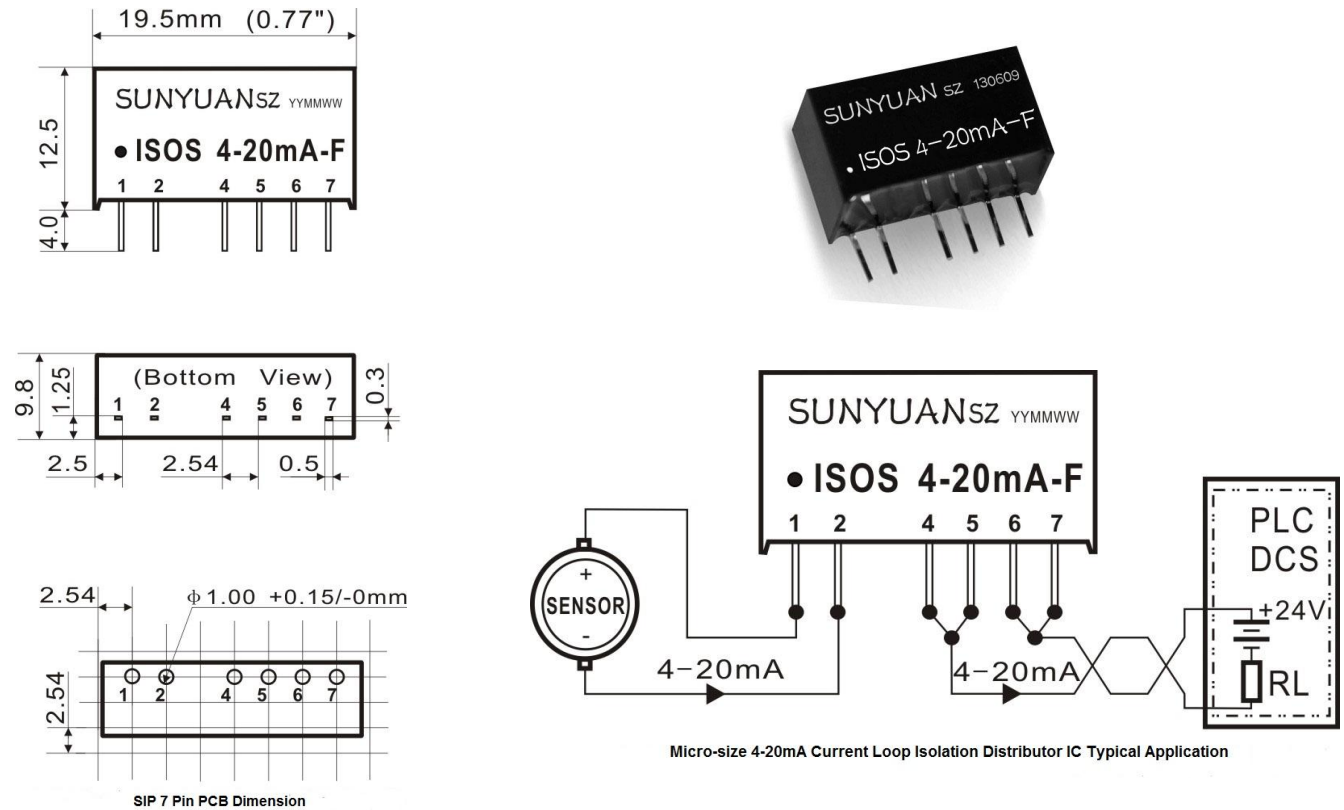 19.5mm (0.77")
SUNYUANSZ YYMMWW
12.5
ISOS 4-20mA-F
1 2 4 5 6 7
4.0
SUNYUAN SZ 130609
ISOS 4-20mA-F
(Bottom View)
9.8
1.25
1 2 4 5 6 7
0.3
2.5
2.54
0.5
2.54
ϕ1.00 +0.15/-0mm
1 2 4 5 6 7
2.54
SIP 7 Pin PCB Dimension
SUNYUANSZ YYMMWW
ISOS 4-20mA-F
1 2 4 5 6 7
+
SENSOR
-
4-20mA
4-20mA
PLC
DCS
+24V
RL
Micro-size 4-20mA Current Loop Isolation Distributor IC Typical Application